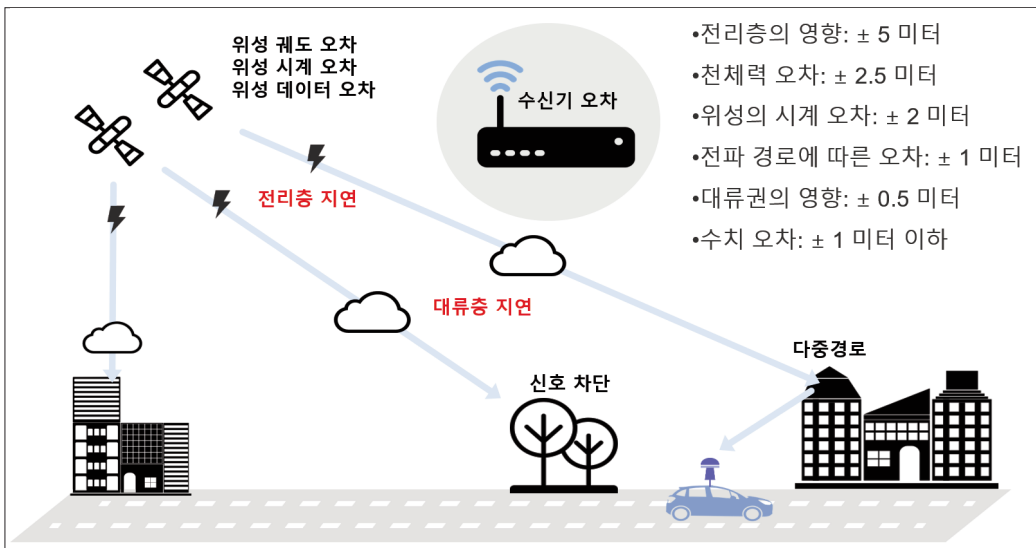 위성 궤도 오차
위성 시계 오차
위성 데이터 오차
수신기 오차
•전리층의 영향: ± 5 미터
•천체력 오차: ± 2.5 미터
•위성의 시계 오차: ± 2 미터
•전파 경로에 따른 오차: ± 1 미터
•대류권의 영향: ± 0.5 미터
•수치 오차: ± 1 미터 이하
전리층 지연
대류층 지연
다중경로
신호 차단